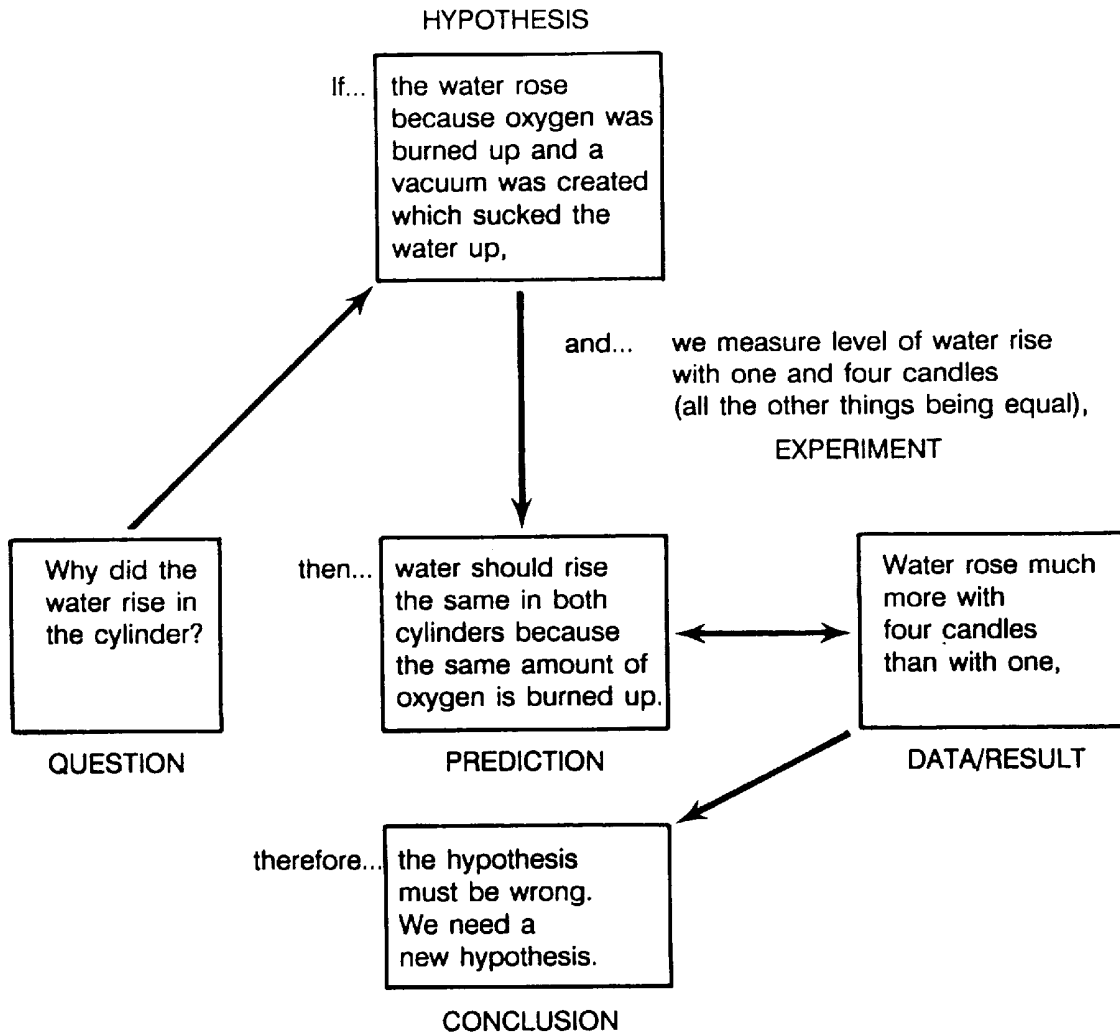 HYPOTHESIS
If...
the water rose
because oxygen was
burned up and a
vacuum was created
which sucked the
water up,
and...
we measure level of water rise
with one and four candles
(all the other things being equal),
EXPERIMENT
Why did the
water rise in
the cylinder?
QUESTION
then...
water should rise
the same in both
cylinders because
the same amount of
oxygen is burned up.
PREDICTION
Water rose much
more with
four candles
than with one,
DATA/RESULT
therefore...
the hypothesis
must be wrong.
We need a
new hypothesis.
CONCLUSION